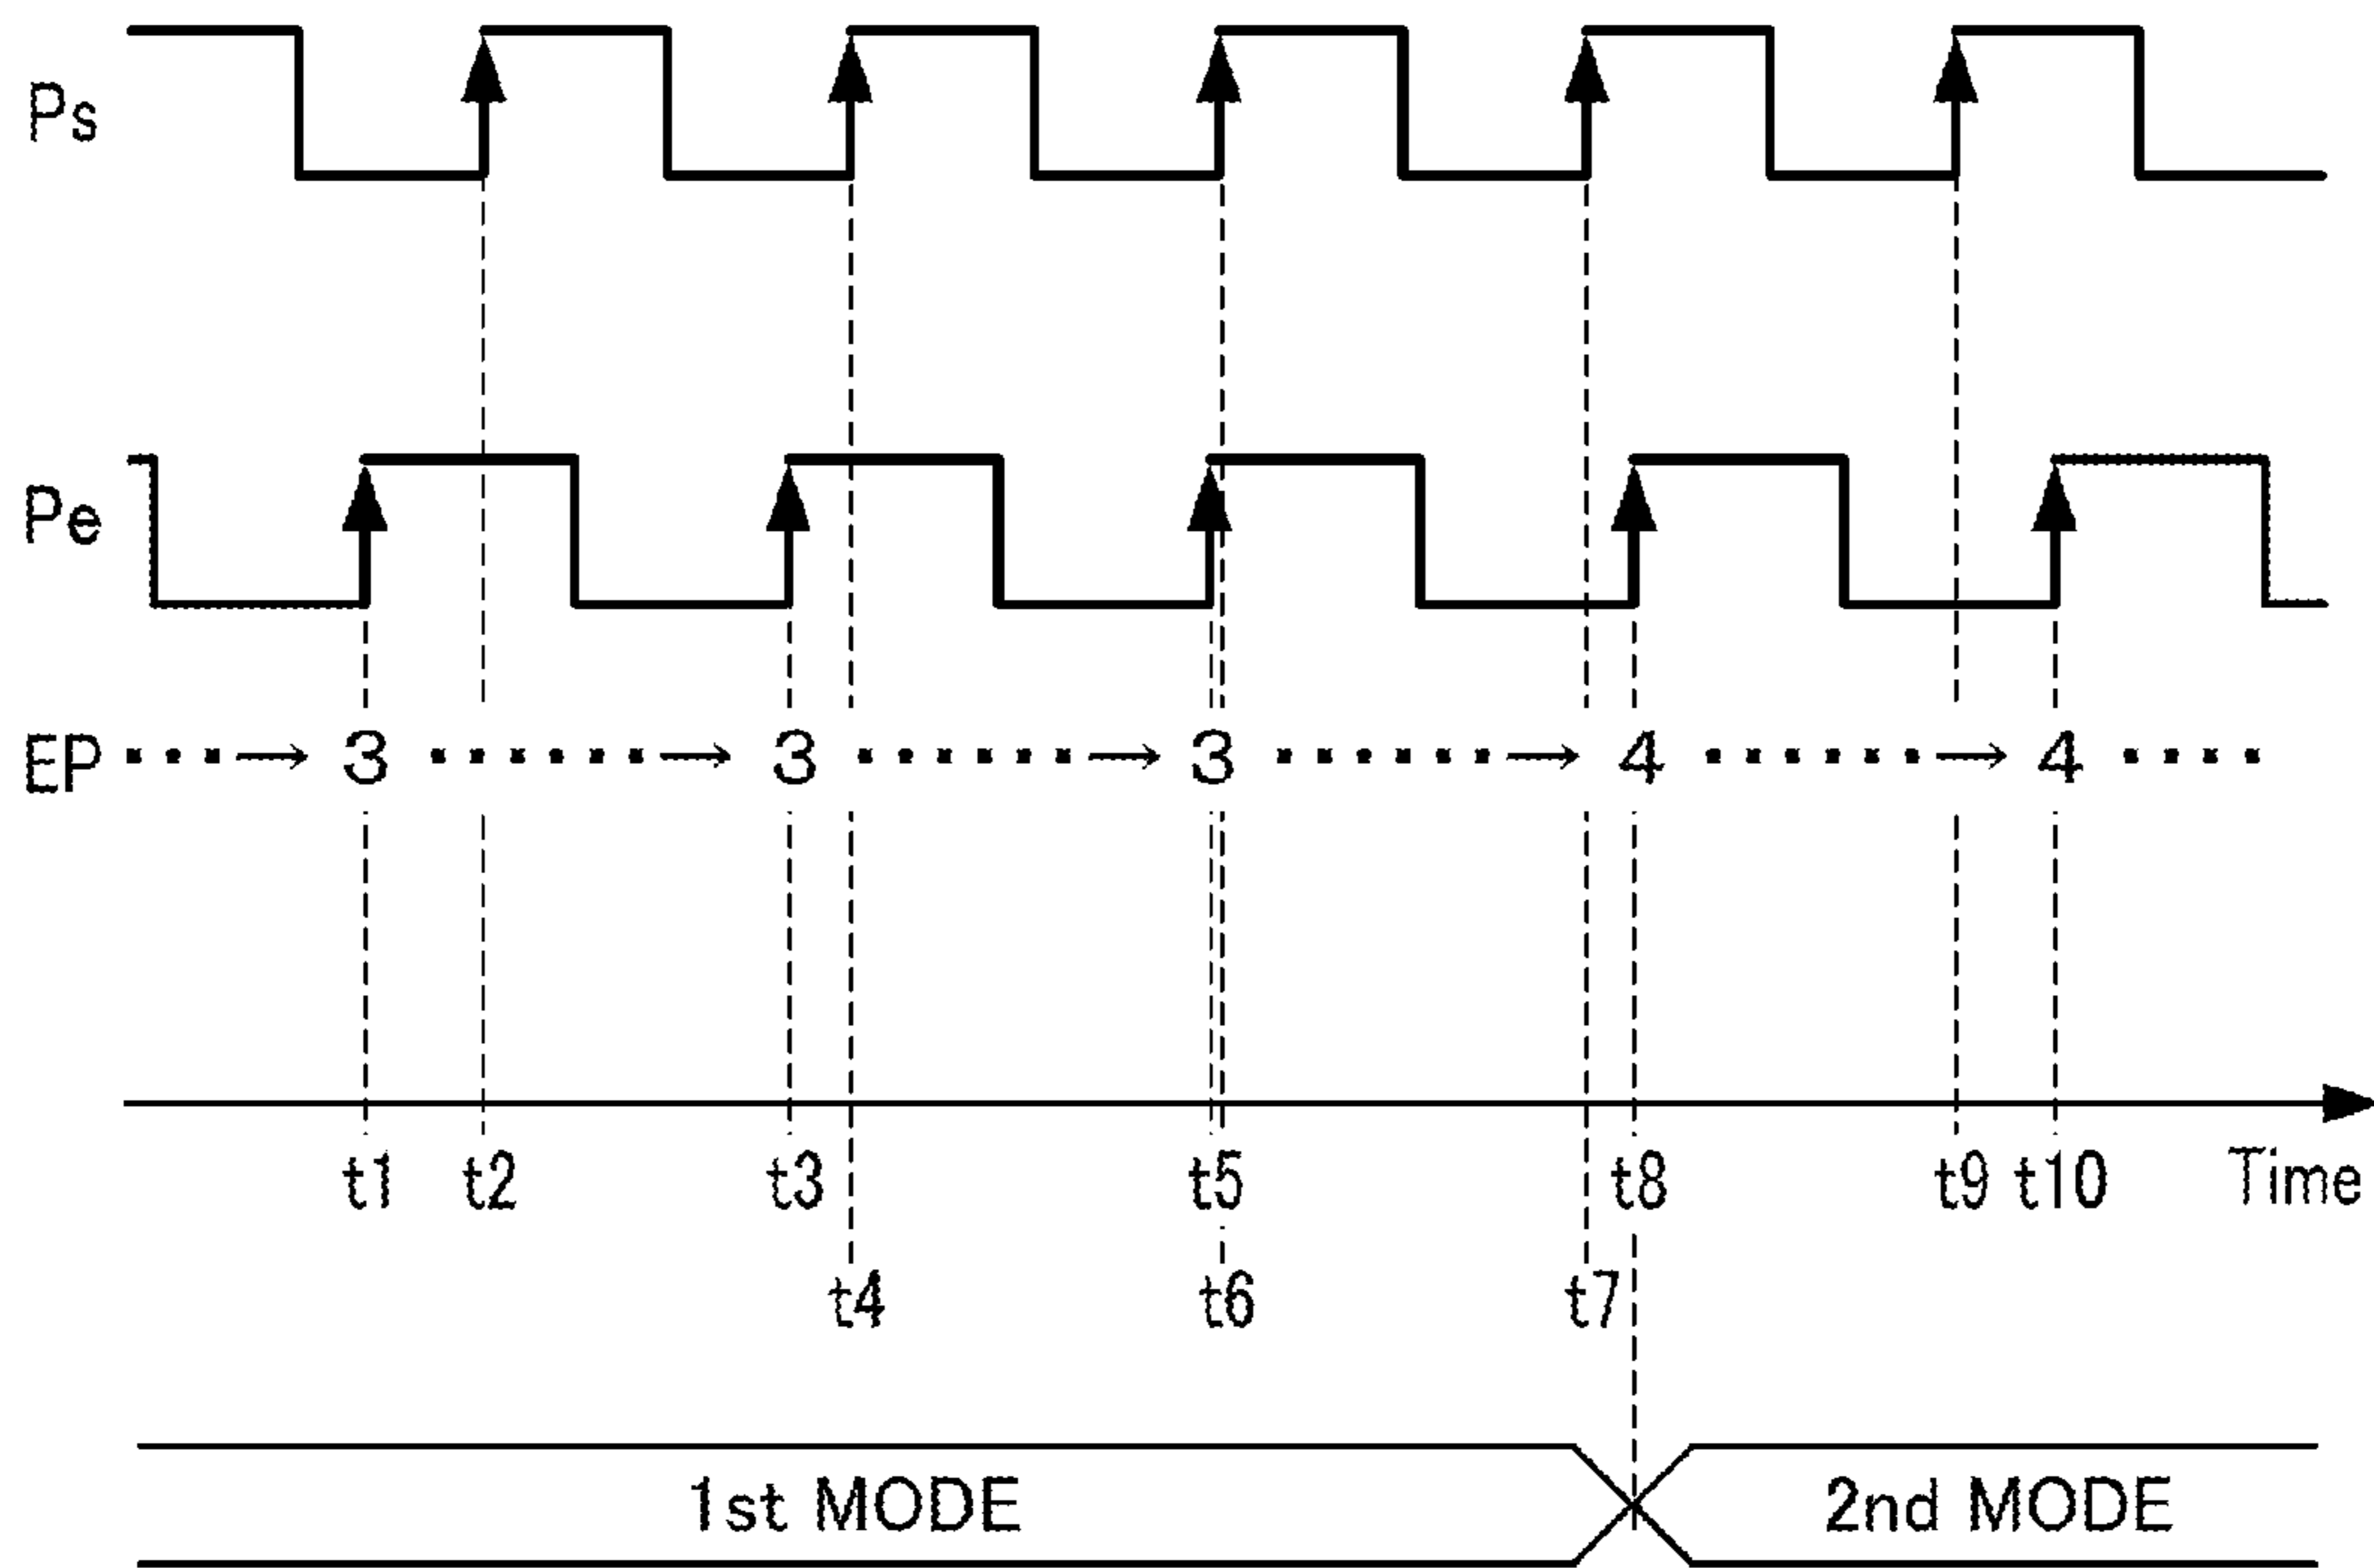 Ps
Pe
EP ・・・→ 3 ・・・・・・→ 3 ・・・・・・→ 3 ・・・・・・→ 4 ・・・・・・→ 4 ・・・・
t1 t2 t3 t5 t8 t9 t10 Time
t4 t6 t7
1st MODE 2nd MODE